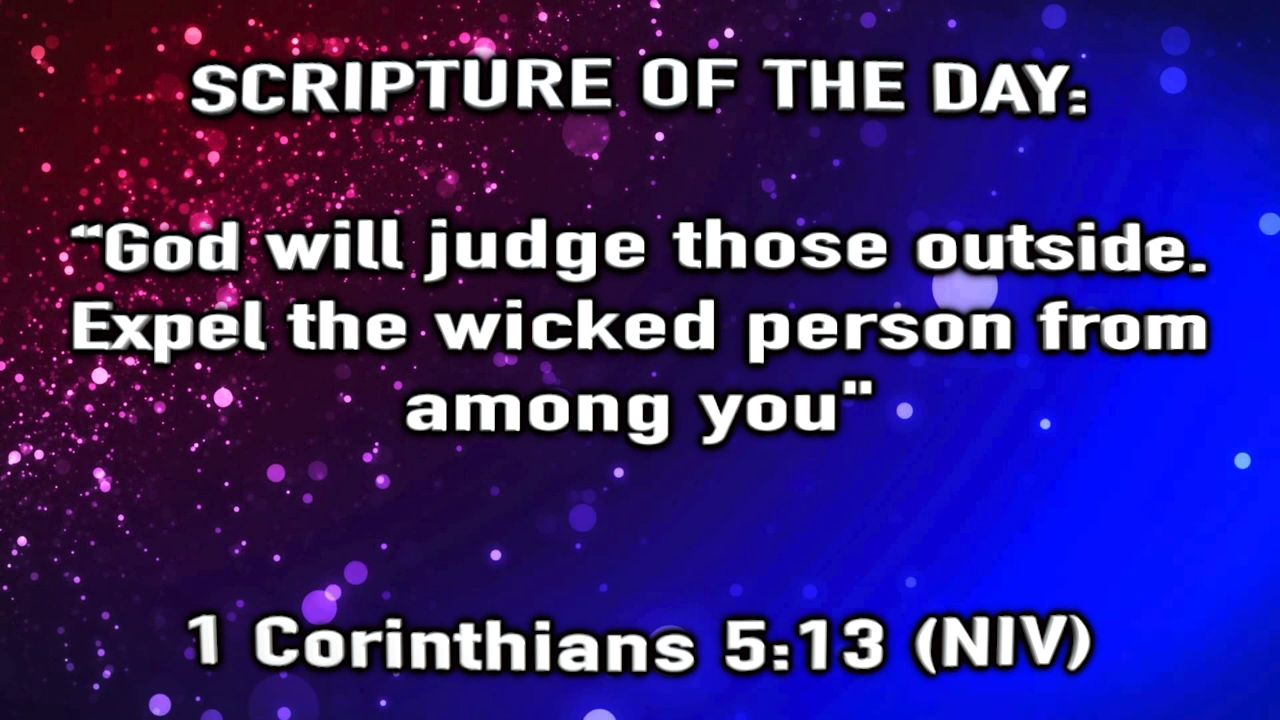 SCRIPTURE OF THE DAY:
“God will judge those outside.
Expel the wicked person from
among you"
1 Corinthians 5:13 (NIV)